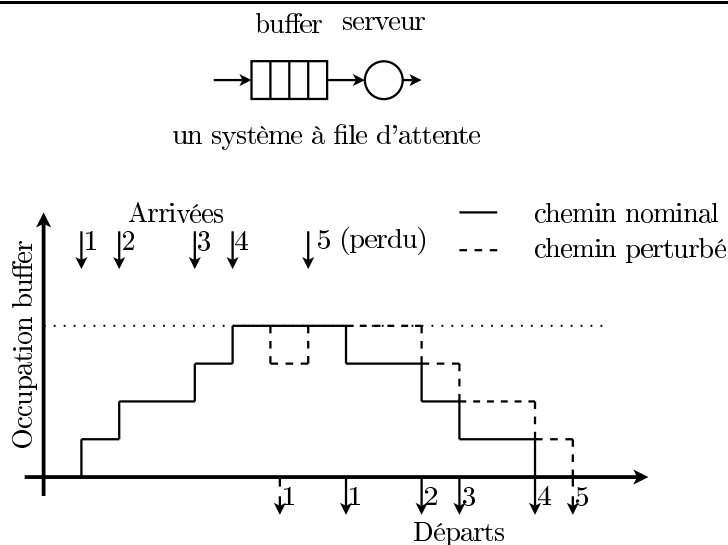 buffer serveur
un système à file d'attente
Arrivées
1 2 3 4 5 (perdu)
chemin nominal
chemin perturbé
Occupation buffer
1 1 2 3 4 5
Départs